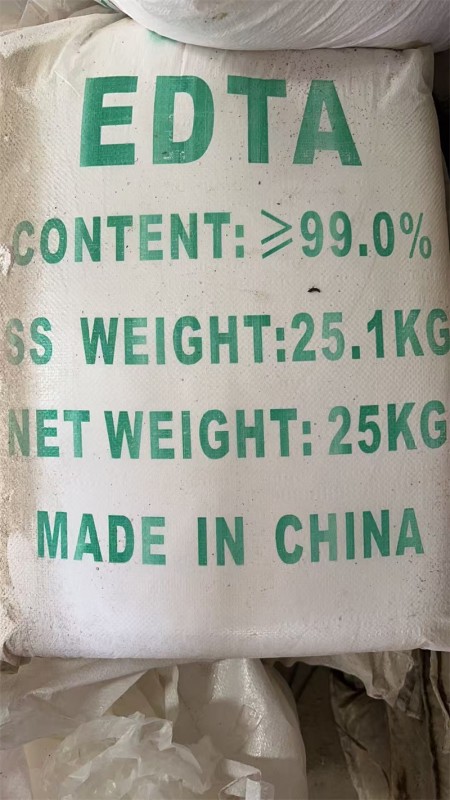 EDTA
CONTENT: ≥99.0%
SS WEIGHT:25.1KG
NET WEIGHT: 25KG
MADE IN CHINA